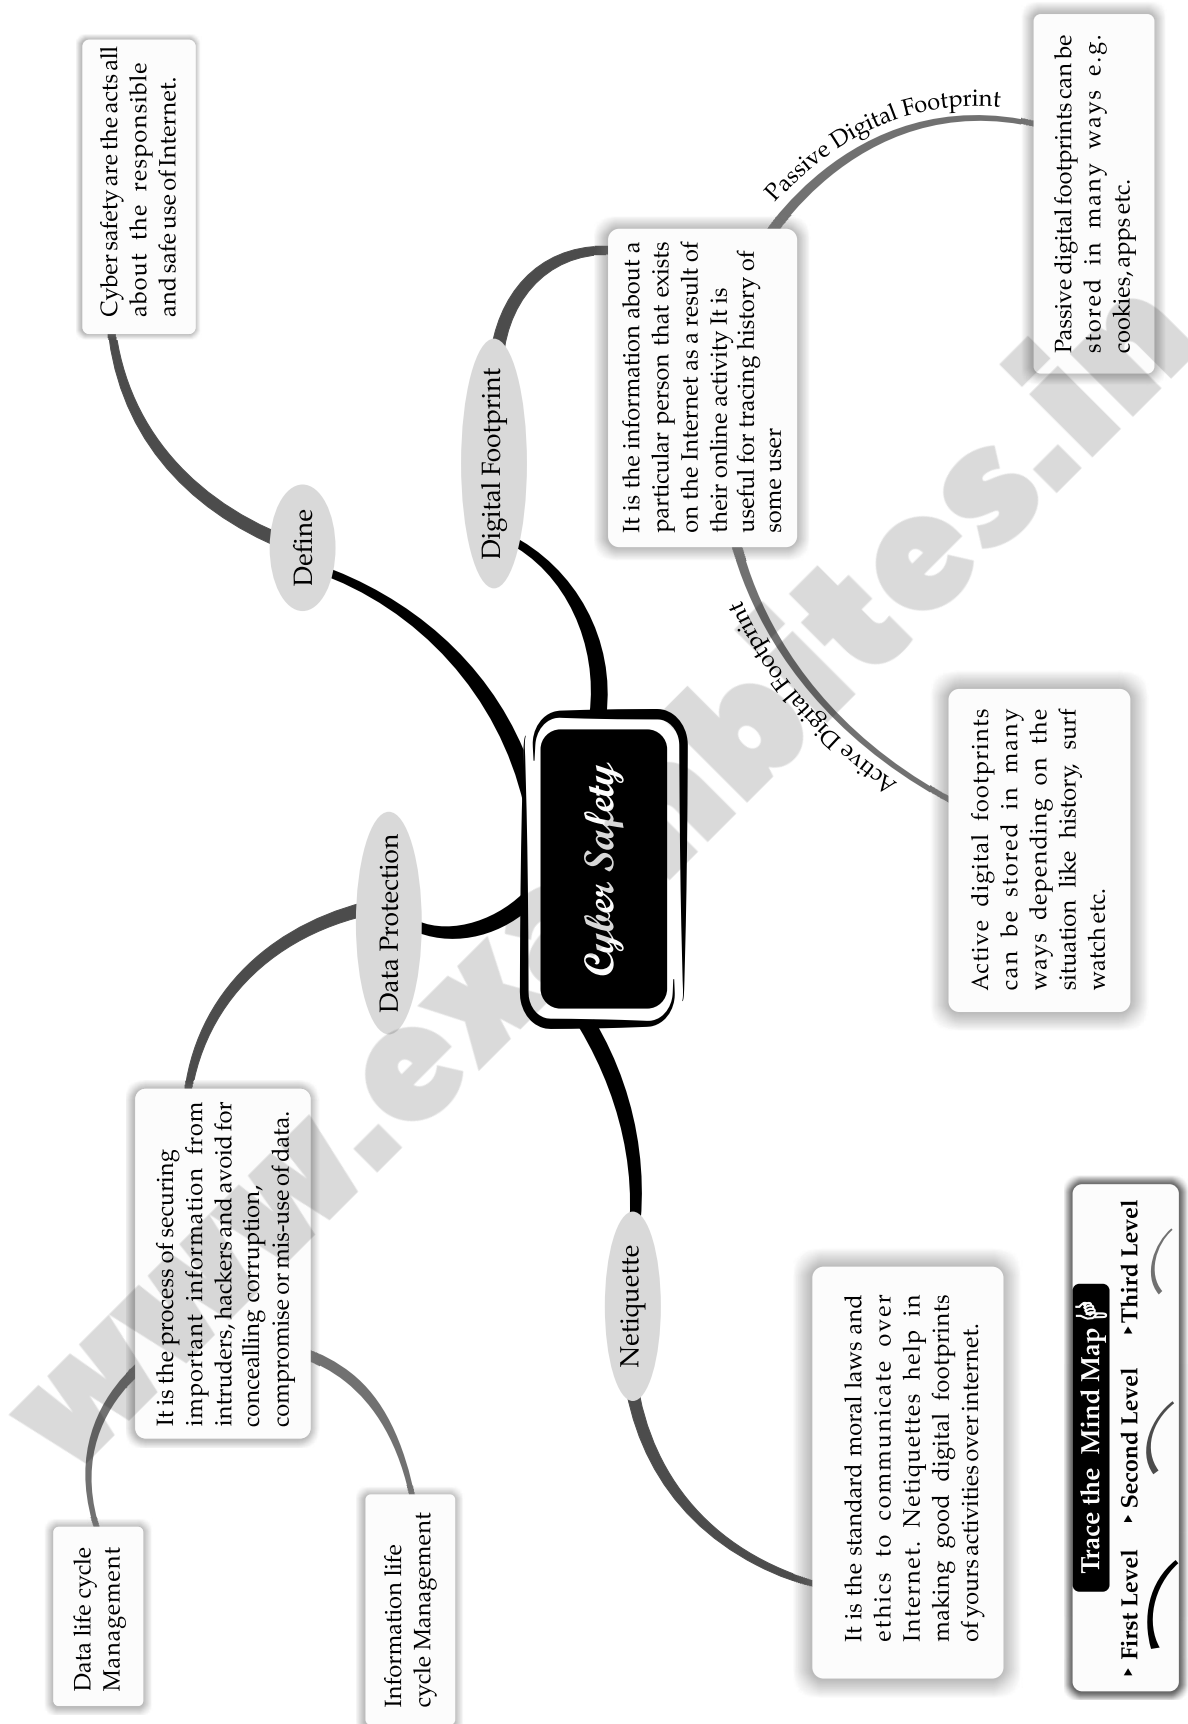 Cyber Safety
Define
Cyber safety are the acts all
about the responsible
and safe use of Internet.
Digital Footprint
It is the information about a
particular person that exists
on the Internet as a result of
their online activity It is
useful for tracing history of
some user
Passive Digital Footprint
Passive digital footprints can be
stored in many ways e.g.
cookies, apps etc.
Active Digital Footprint
Active digital footprints
can be stored in many
ways depending on the
situation like history, surf
watch etc.
Data Protection
It is the process of securing
important information from
intruders, hackers and avoid for
concealling corruption,
compromise or mis-use of data.
Data life cycle
Management
Information life
cycle Management
Netiquette
It is the standard moral laws and
ethics to communicate over
Internet. Netiquettes help in
making good digital footprints
of yours activities over internet.
Trace the Mind Map
First Level
Second Level
Third Level
www.exambites.in